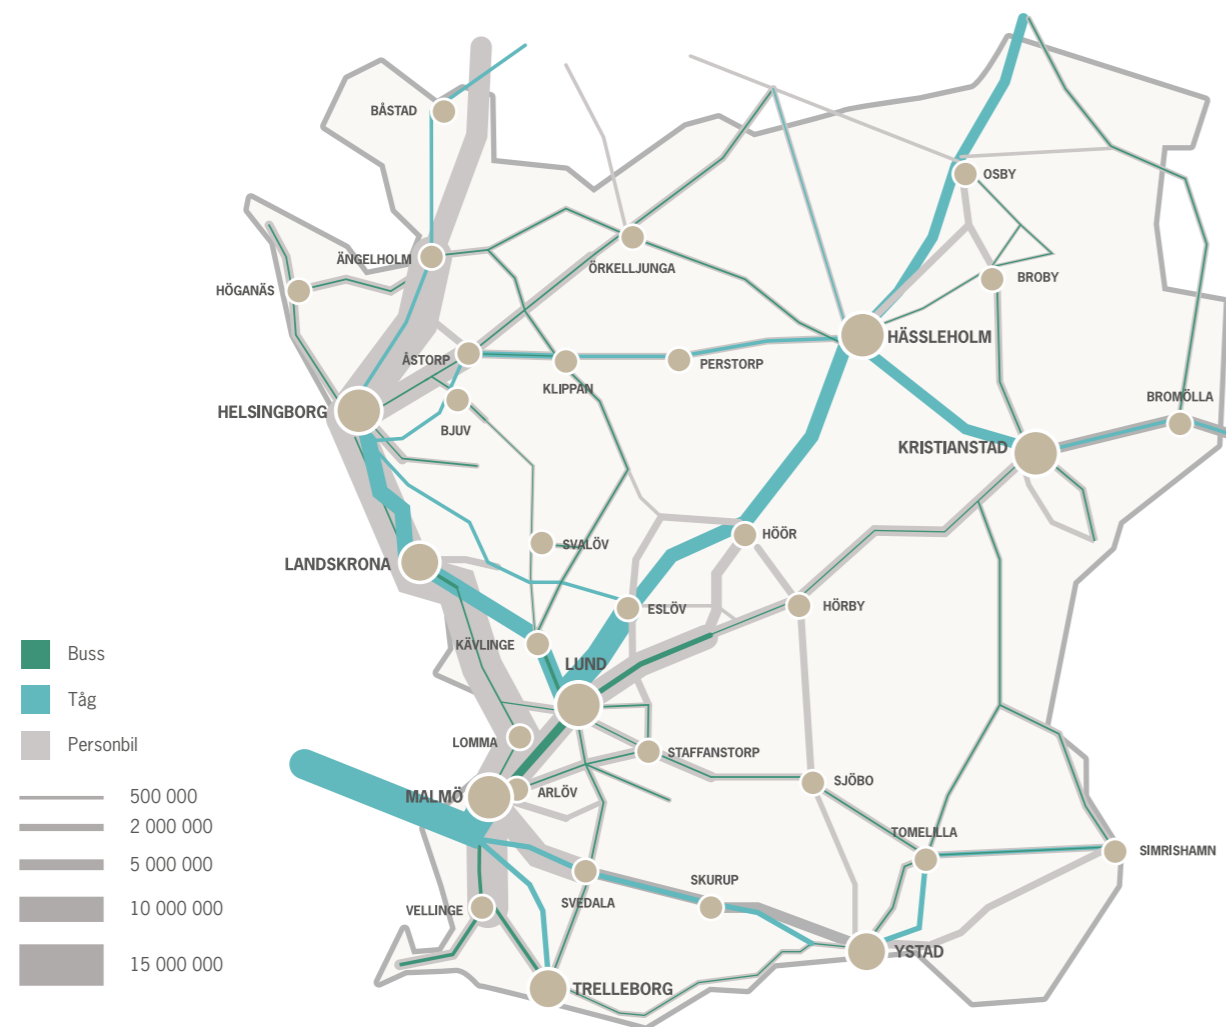 BÅSTAD
OSBY
ÄNGELHOLM
ÖRKELLJUNGA
BROBY
HÖGANÄS
HÄSSLEHOLM
ÅSTORP
PERSTORP
KLIPPAN
BROMÖLLA
HELSINGBORG
BJUV
KRISTIANSTAD
HÖÖR
SVALÖV
LANDSKRONA
ESLÖV
HÖRBY
KÄVLINGE
Buss
LUND
Tåg
Personbil
LOMMA
STAFFANSTORP
SJÖBO
500 000
MALMÖ
ARLÖV
2 000 000
TOMELILLA
SIMRISHAMN
5 000 000
SKURUP
SVEDALA
10 000 000
VELLINGE
YSTAD
15 000 000
TRELLEBORG